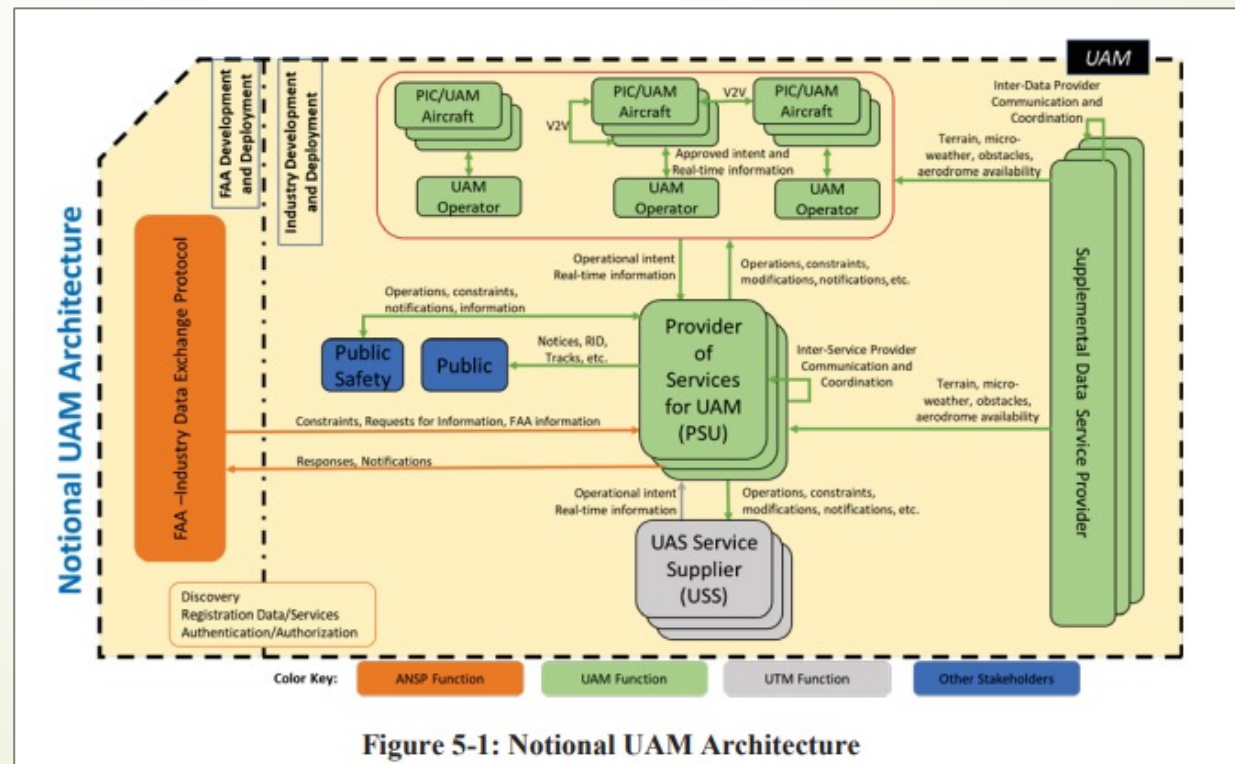 Notional UAM Architecture
FAA Development
and Deployment
Industry Development
and Deployment
UAM
PIC/UAM
Aircraft
PIC/UAM
Aircraft
PIC/UAM
Aircraft
V2V
V2V
Approved intent and
Real-time information
UAM
Operator
UAM
Operator
UAM
Operator
Inter-Data Provider
Communication and
Coordination
Terrain, micro-
weather, obstacles,
aerodrome availability
Supplemental Data Service Provider
FAA –Industry Data Exchange Protocol
Operational intent
Real-time information
Operations, constraints,
modifications, notifications, etc.
Operations, constraints,
notifications, information
Public
Safety
Public
Notices, RID,
Tracks, etc.
Provider
of
Services
for UAM
(PSU)
Inter-Service Provider
Communication and
Coordination
Terrain, micro-
weather, obstacles,
aerodrome availability
Constraints, Requests for Information, FAA information
Responses, Notifications
Operational intent
Real-time information
Operations, constraints,
modifications, notifications, etc.
UAS Service
Supplier
(USS)
Discovery
Registration Data/Services
Authentication/Authorization
Color Key:
ANSP Function
UAM Function
UTM Function
Other Stakeholders
Figure 5-1: Notional UAM Architecture